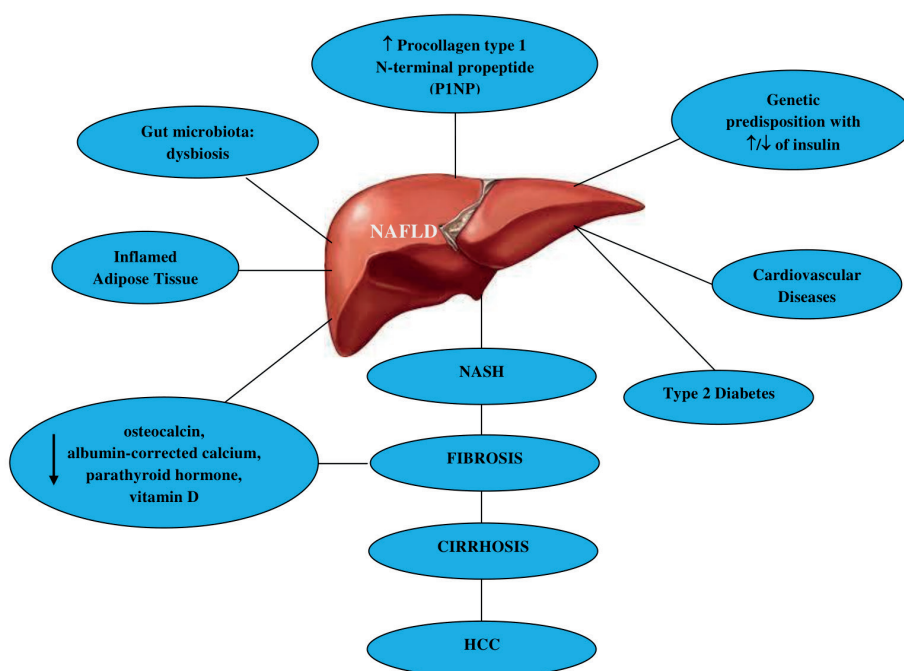 ↑ Procollagen type 1
N-terminal propeptide
(P1NP)
Genetic
predisposition with
↑/↓ of insulin
Gut microbiota:
dysbiosis
NAFLD
Inflamed
Adipose Tissue
Cardiovascular
Diseases
NASH
Type 2 Diabetes
osteocalcin,
albumin-corrected calcium,
parathyroid hormone,
vitamin D
FIBROSIS
CIRRHOSIS
HCC